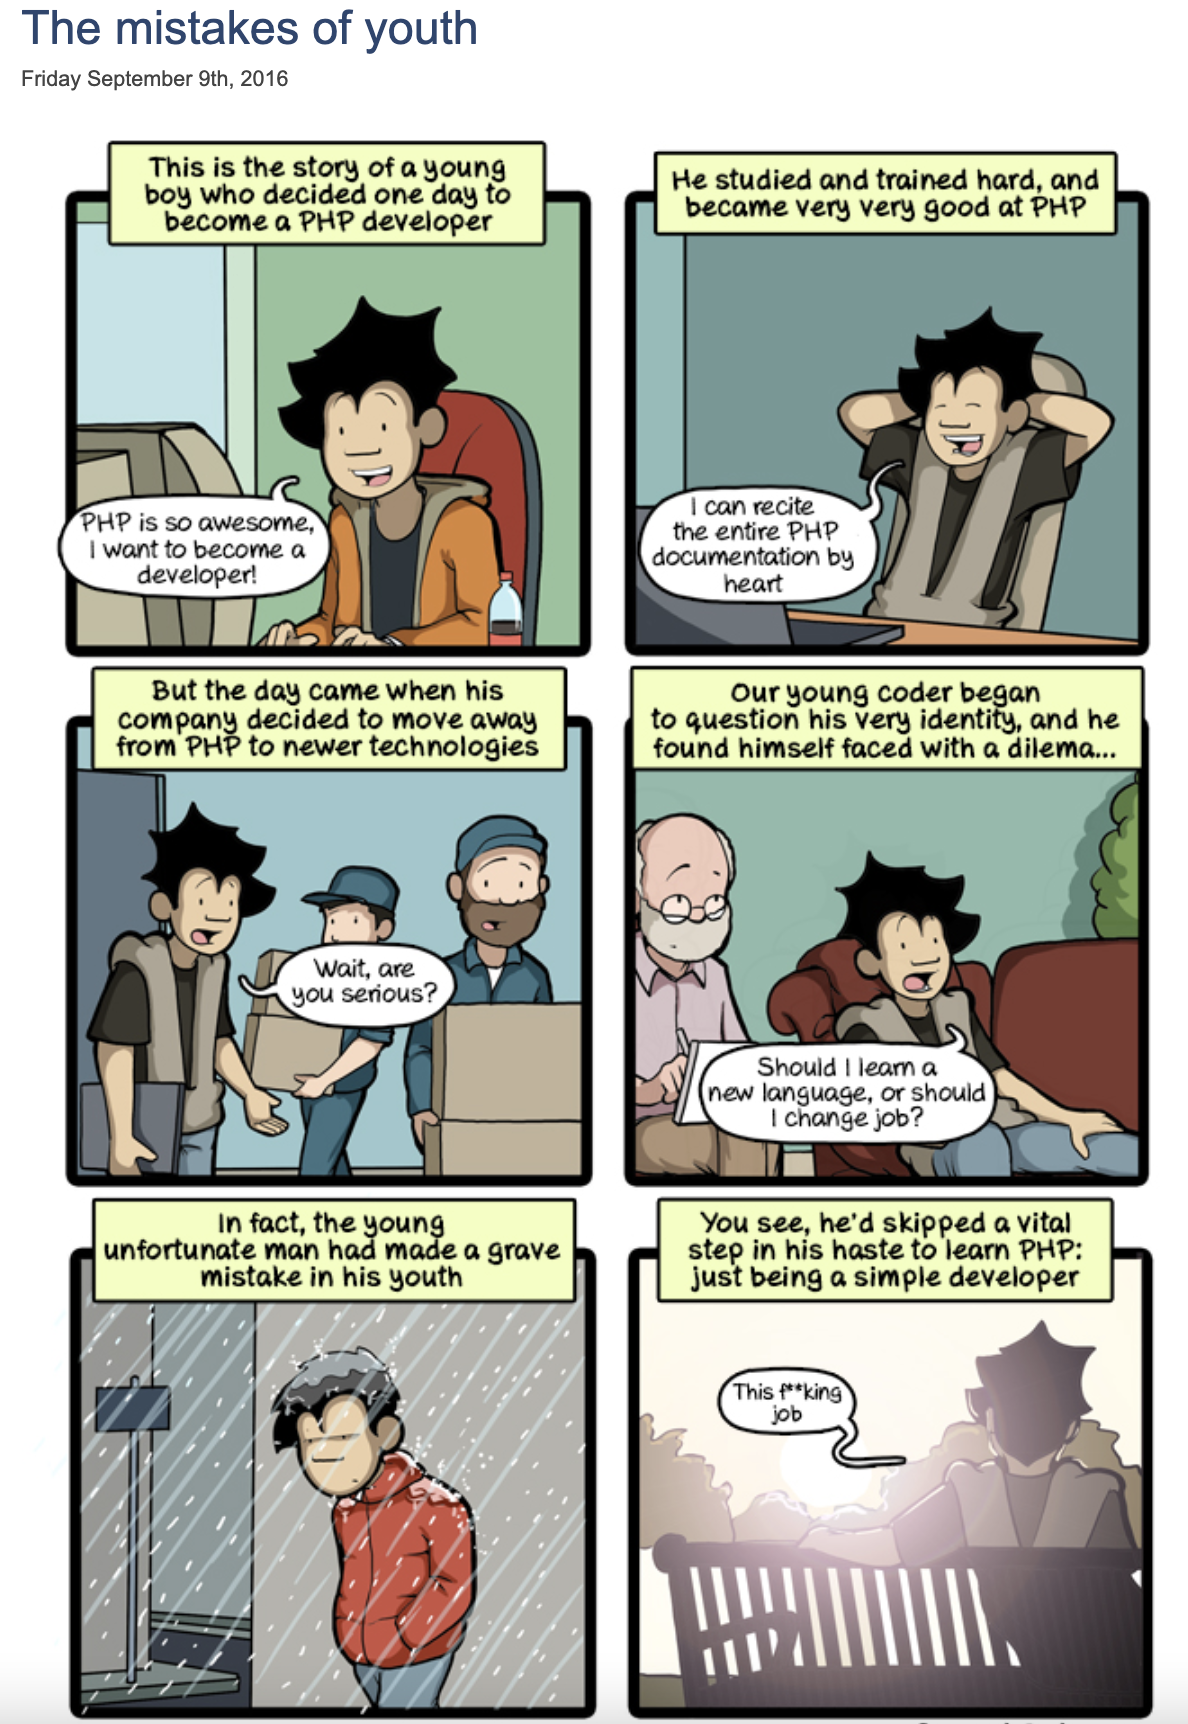 The mistakes of youth
Friday September 9th, 2016
This is the story of a young
boy who decided one day to
become a PHP developer
PHP is so awesome,
I want to become a
developer!
He studied and trained hard, and
became very very good at PHP
I can recite
the entire PHP
documentation by
heart
But the day came when his
company decided to move away
from PHP to newer technologies
Wait, are
you serious?
Our young coder began
to question his very identity, and he
found himself faced with a dilema...
Should I learn a
new language, or should
I change job?
In fact, the young
unfortunate man had made a grave
mistake in his youth
You see, he'd skipped a vital
step in his haste to learn PHP:
just being a simple developer
This f**king
job